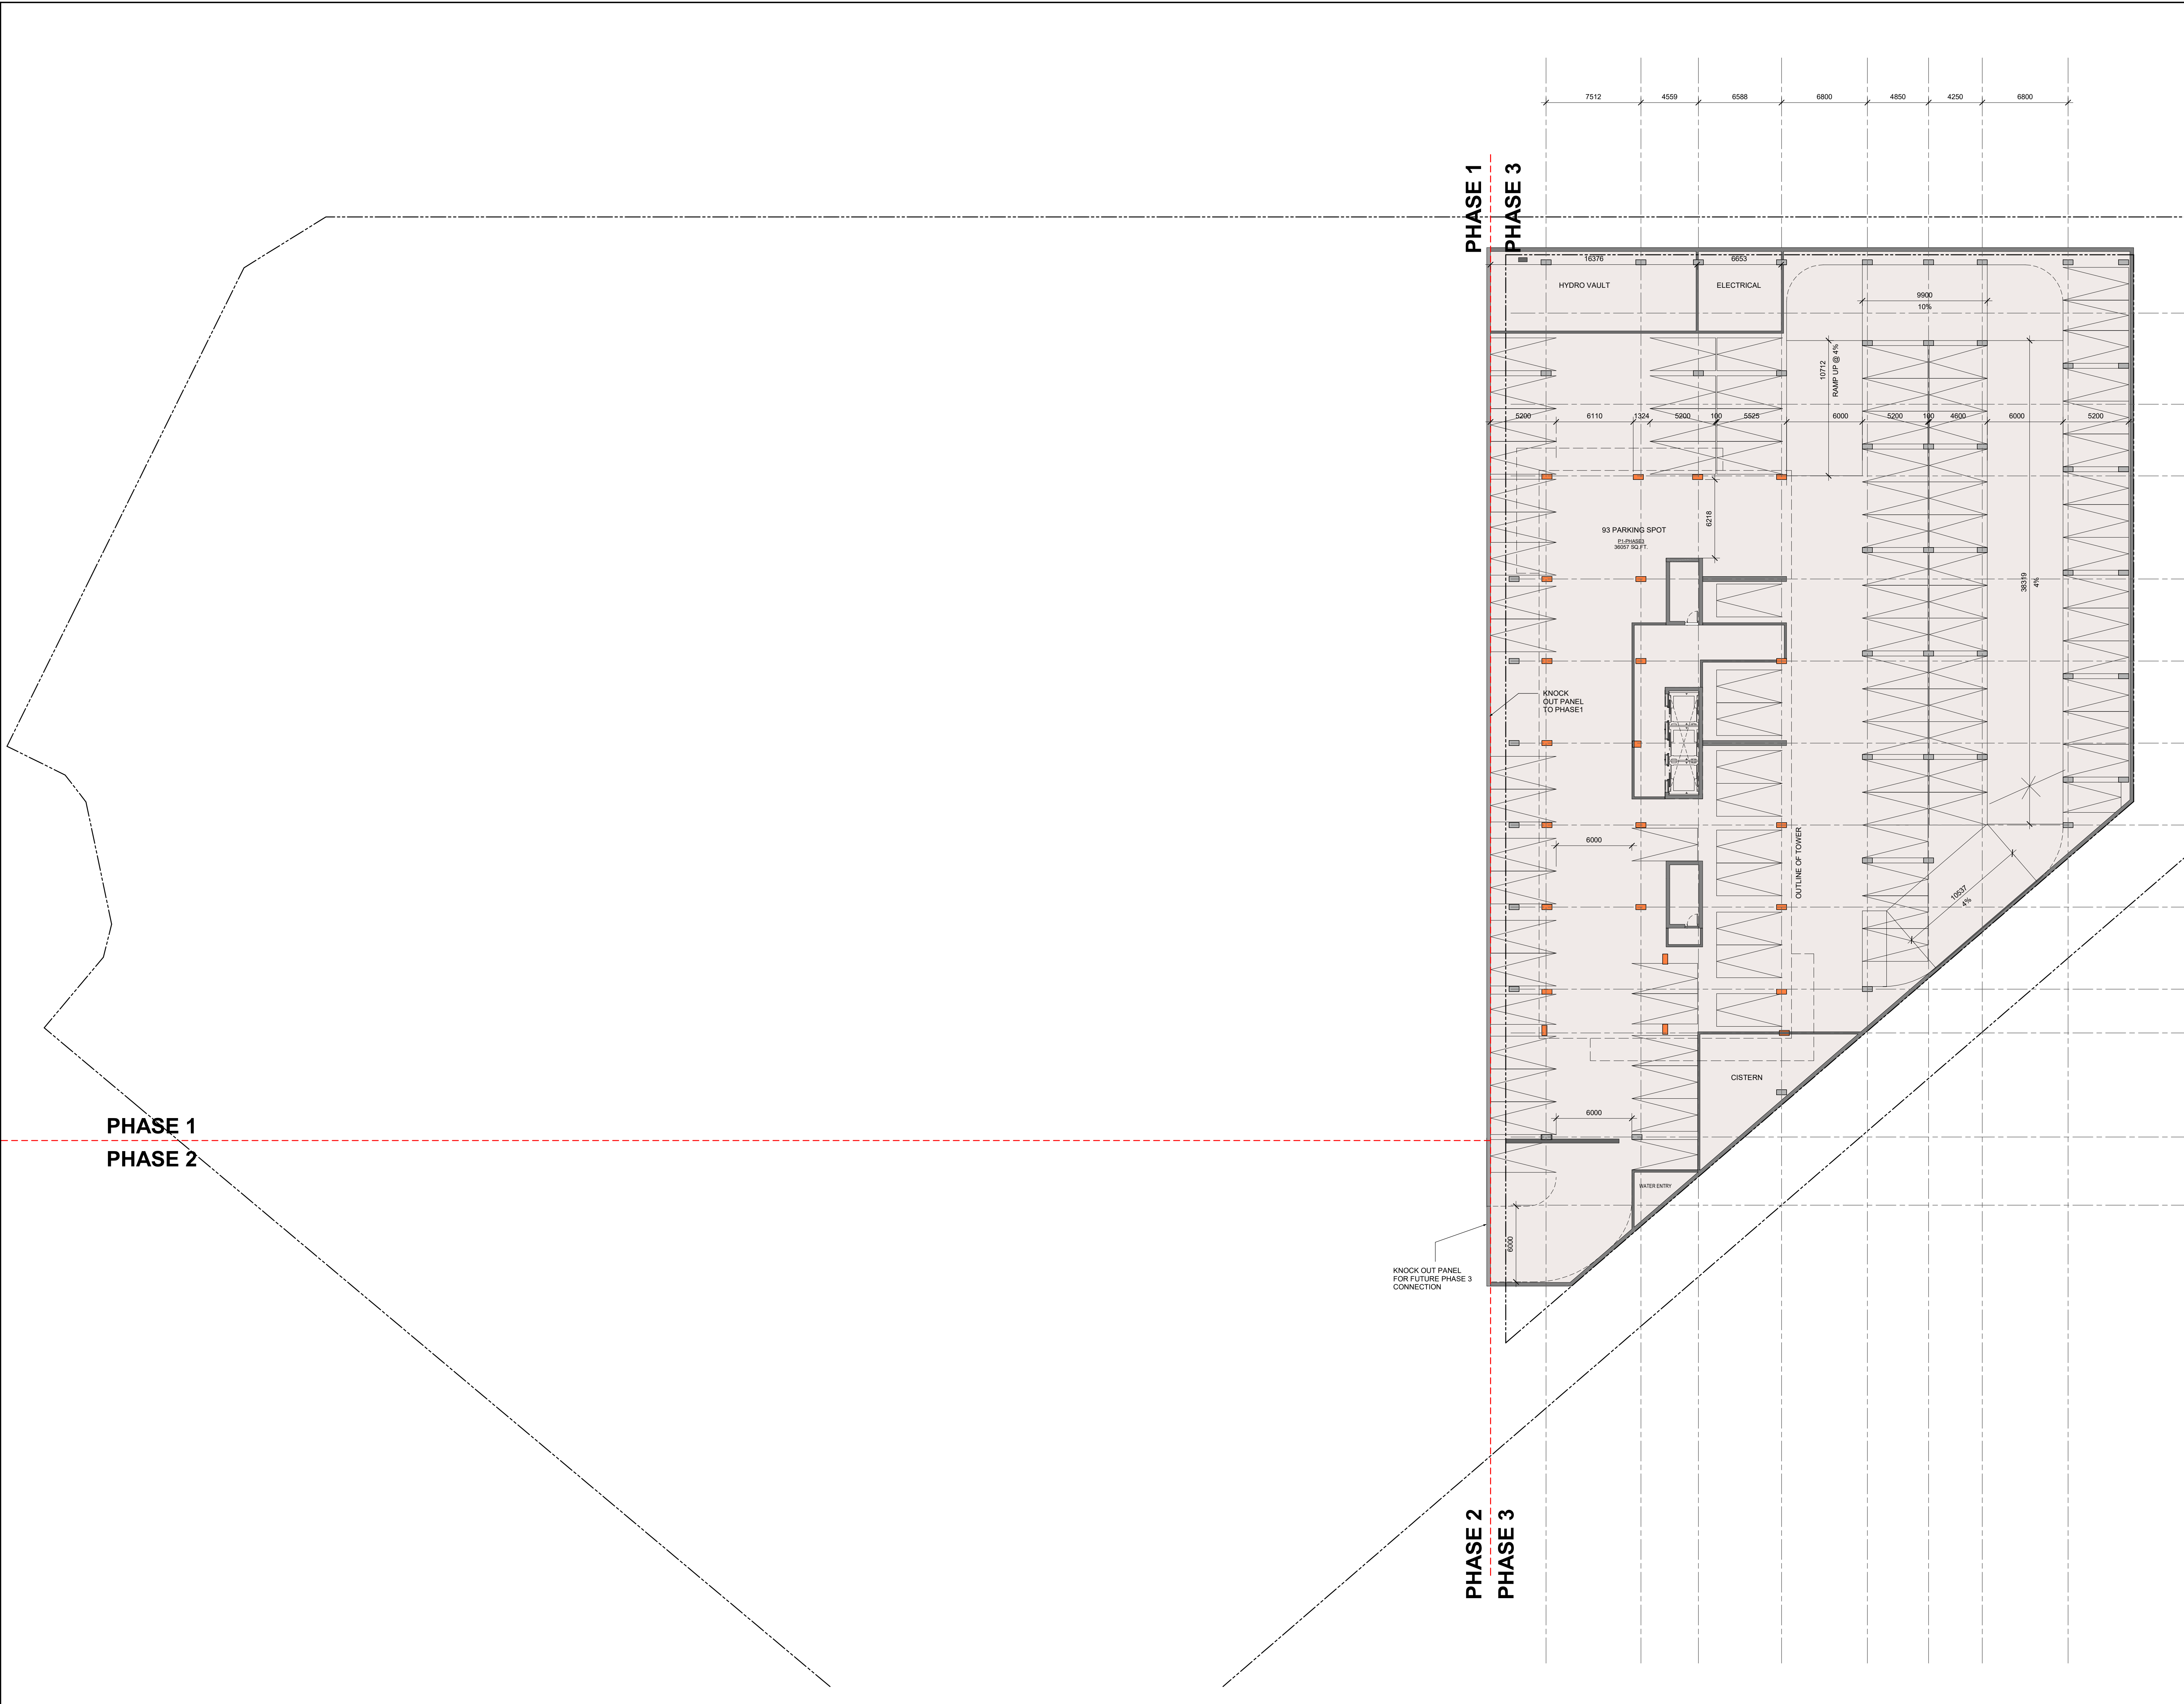 7512
4559
6588
6800
4850
4250
6800
PHASE 1
PHASE 3
16376
6653
HYDRO VAULT
ELECTRICAL
9900
10%
10712
RAMP UP @ 4%
5200
6110
1324
5200
100
5525
6000
5200
100
4600
6000
5200
6218
93 PARKING SPOT
P1-PHASE3
36057 SQ.FT.
38319
4%
KNOCK
OUT PANEL
TO PHASE1
6000
OUTLINE OF TOWER
10537
4%
CISTERN
6000
PHASE 1
PHASE 2
WATER ENTRY
6000
KNOCK OUT PANEL
FOR FUTURE PHASE 3
CONNECTION
PHASE 2
PHASE 3